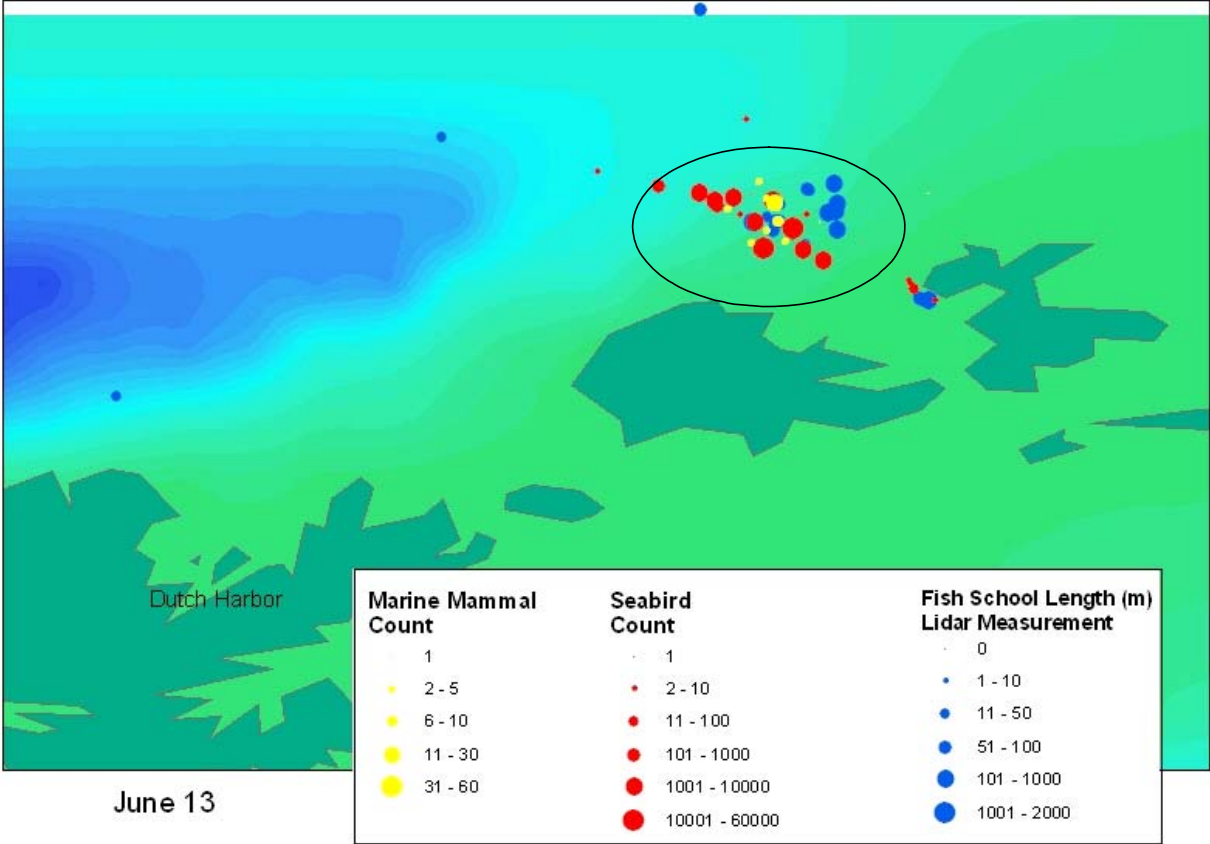 Dutch Harbor
June 13
Marine Mammal
Count
1
2 - 5
6 - 10
11 - 30
31 - 60
Seabird
Count
1
2 - 10
11 - 100
101 - 1000
1001 - 10000
10001 - 60000
Fish School Length (m)
Lidar Measurement
0
1 - 10
11 - 50
51 - 100
101 - 1000
1001 - 2000